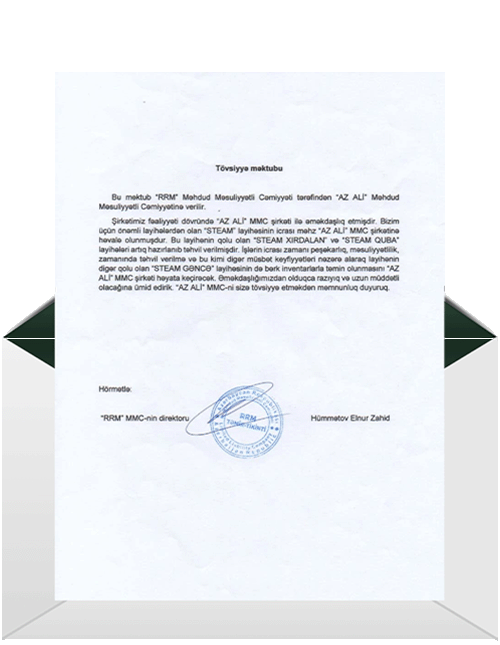 Tövsiyyə məktubu
Bu məktub "RRM" Məhdud Məsuliyyətli Cəmiyyəti tərəfindən "AZ ALİ" Məhdud
Məsuliyyətli Cəmiyyətinə verilir.
Şirkətimiz fəaliyyəti dövründə "AZ ALİ" MMC şirkəti ilə əməkdaşlıq etmişdir. Bizim
üçün önəmli layihələrdən olan "STEAM" layihəsinin icrası məhz "AZ ALİ" MMC şirkətinə
həvalə olunmuşdur. Bu layihənin qolu olan "STEAM XIRDALAN" və "STEAM QUBA"
layihələri artıq hazırlanıb təhvil verilmişdir. İşlərin icrası zamanı peşəkarlıq, məsuliyyətlilik,
zamanında təhvil verilmə və bu kimi digər müsbət keyfiyyətləri nəzərə alaraq layihənin
digər qolu olan "STEAM GƏNCƏ" layihəsinin də bərk inventarlarla təmin olunmasını "AZ
ALİ" MMC şirkəti həyata keçirəcək. Əməkdaşlığımızdan olduqca razıyıq və uzun müddətli
olacağına ümid edirik. "AZ ALİ" MMC-ni sizə tövsiyə etməkdən məmnunluq duyuruq.
Hörmətlə:
"RRM" MMC-nin direktoru
RRM
Hümmətov Elnur Zahid